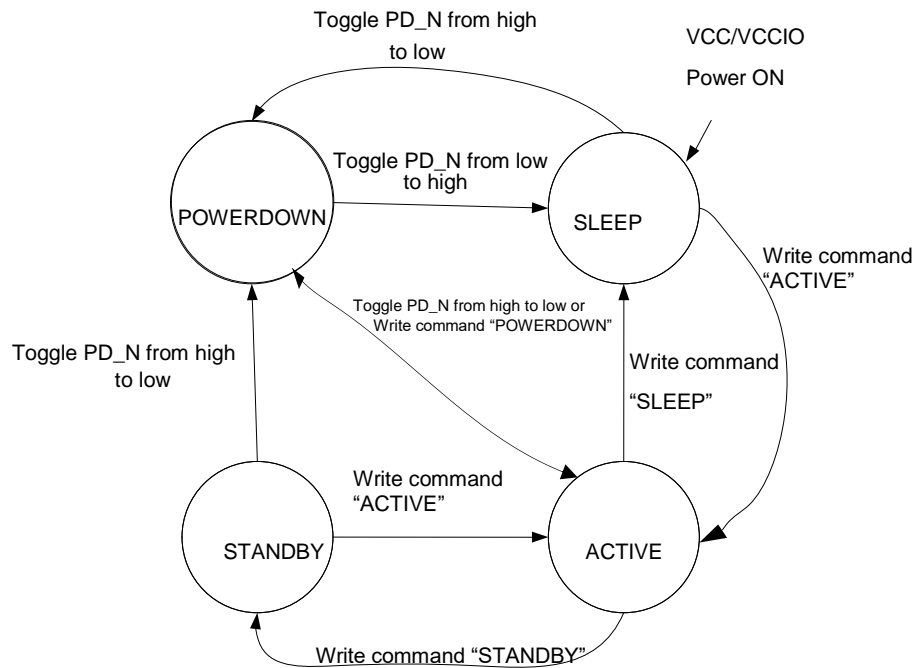 Toggle PD_N from high
to low
VCC/VCCIO
Power ON
Toggle PD_N from low
to high
POWERDOWN
SLEEP
Write command
“ACTIVE”
Toggle PD_N from high to low or
Write command “POWERDOWN”
Toggle PD_N from high
to low
Write command
“SLEEP”
Write command
“ACTIVE”
STANDBY
ACTIVE
Write command “STANDBY”